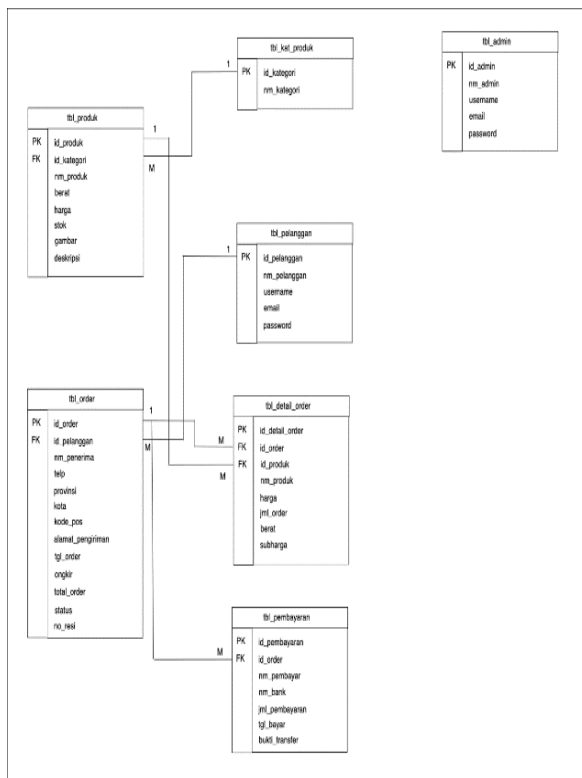 tbl_kat_produk
PK id_kategori
nm_kategori
tbl_admin
PK id_admin
nm_admin
username
email
password
1
tbl_produk
PK id_produk
FK id_kategori
nm_produk
berat
harga
stok
gambar
deskripsi
1
M
tbl_pelanggan
PK id_pelanggan
nm_pelanggan
username
email
password
1
tbl_order
PK id_order
FK id_pelanggan
nm_penerima
telp
provinsi
kota
kode_pos
alamat_pengiriman
tgl_order
ongkir
total_order
status
no_resi
1
M
tbl_detail_order
PK id_detail_order
FK id_order
FK id_produk
nm_produk
harga
jml_order
berat
subharga
M
M
tbl_pembayaran
PK id_pembayaran
FK id_order
nm_pembayar
nm_bank
jml_pembayaran
tgl_bayar
bukti_transfer
M